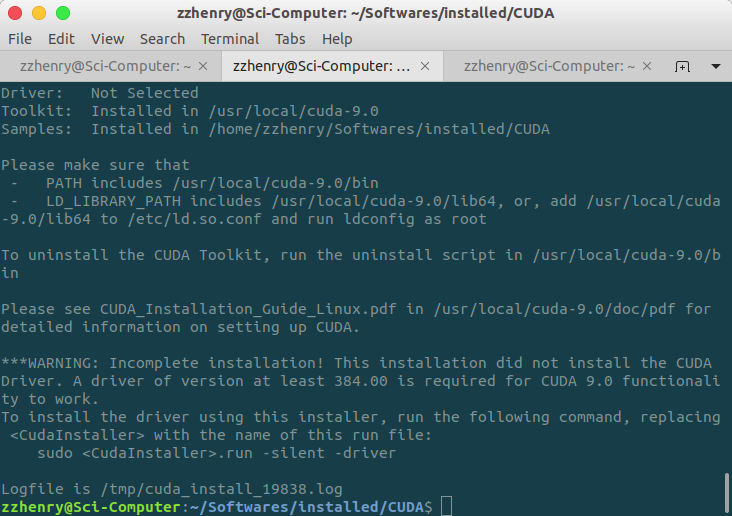 zzhenry@Sci-Computer: ~/Softwares/installed/CUDA
File Edit View Search Terminal Tabs Help
zzhenry@Sci-Computer: ~ × zzhenry@Sci-Computer: ... × zzhenry@Sci-Computer: ~ ×
Driver:   Not Selected
Toolkit:  Installed in /usr/local/cuda-9.0
Samples:  Installed in /home/zzhenry/Softwares/installed/CUDA

Please make sure that
 -   PATH includes /usr/local/cuda-9.0/bin
 -   LD_LIBRARY_PATH includes /usr/local/cuda-9.0/lib64, or, add /usr/local/cuda
-9.0/lib64 to /etc/ld.so.conf and run ldconfig as root

To uninstall the CUDA Toolkit, run the uninstall script in /usr/local/cuda-9.0/b
in

Please see CUDA_Installation_Guide_Linux.pdf in /usr/local/cuda-9.0/doc/pdf for
detailed information on setting up CUDA.

***WARNING: Incomplete installation! This installation did not install the CUDA
Driver. A driver of version at least 384.00 is required for CUDA 9.0 functionali
ty to work.
To install the driver using this installer, run the following command, replacing
 <CudaInstaller> with the name of this run file:
    sudo <CudaInstaller>.run -silent -driver

Logfile is /tmp/cuda_install_19838.log
zzhenry@Sci-Computer:~/Softwares/installed/CUDA$